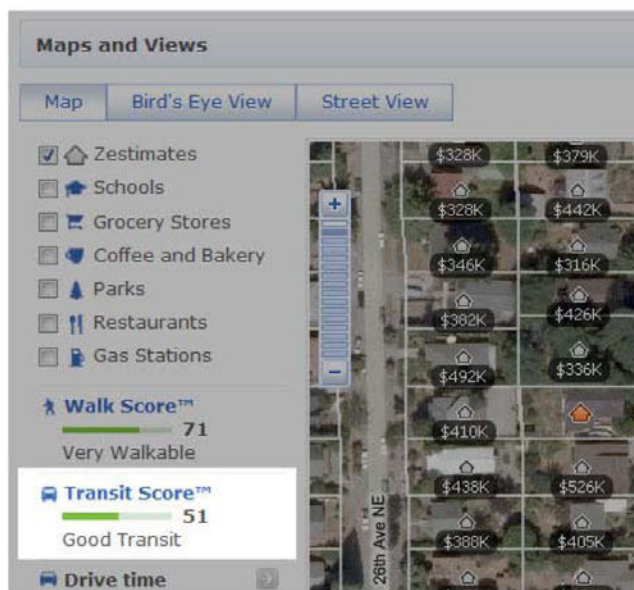 Maps and Views
Map
Bird's Eye View
Street View
Zestimates
Schools
Grocery Stores
Coffee and Bakery
Parks
Restaurants
Gas Stations
Walk Score™
71
Very Walkable
Transit Score™
51
Good Transit
Drive time
+
−
$328K
$379K
$328K
$442K
$346K
$316K
$382K
$426K
$492K
$336K
$410K
$438K
$526K
$388K
$405K
26th Ave NE